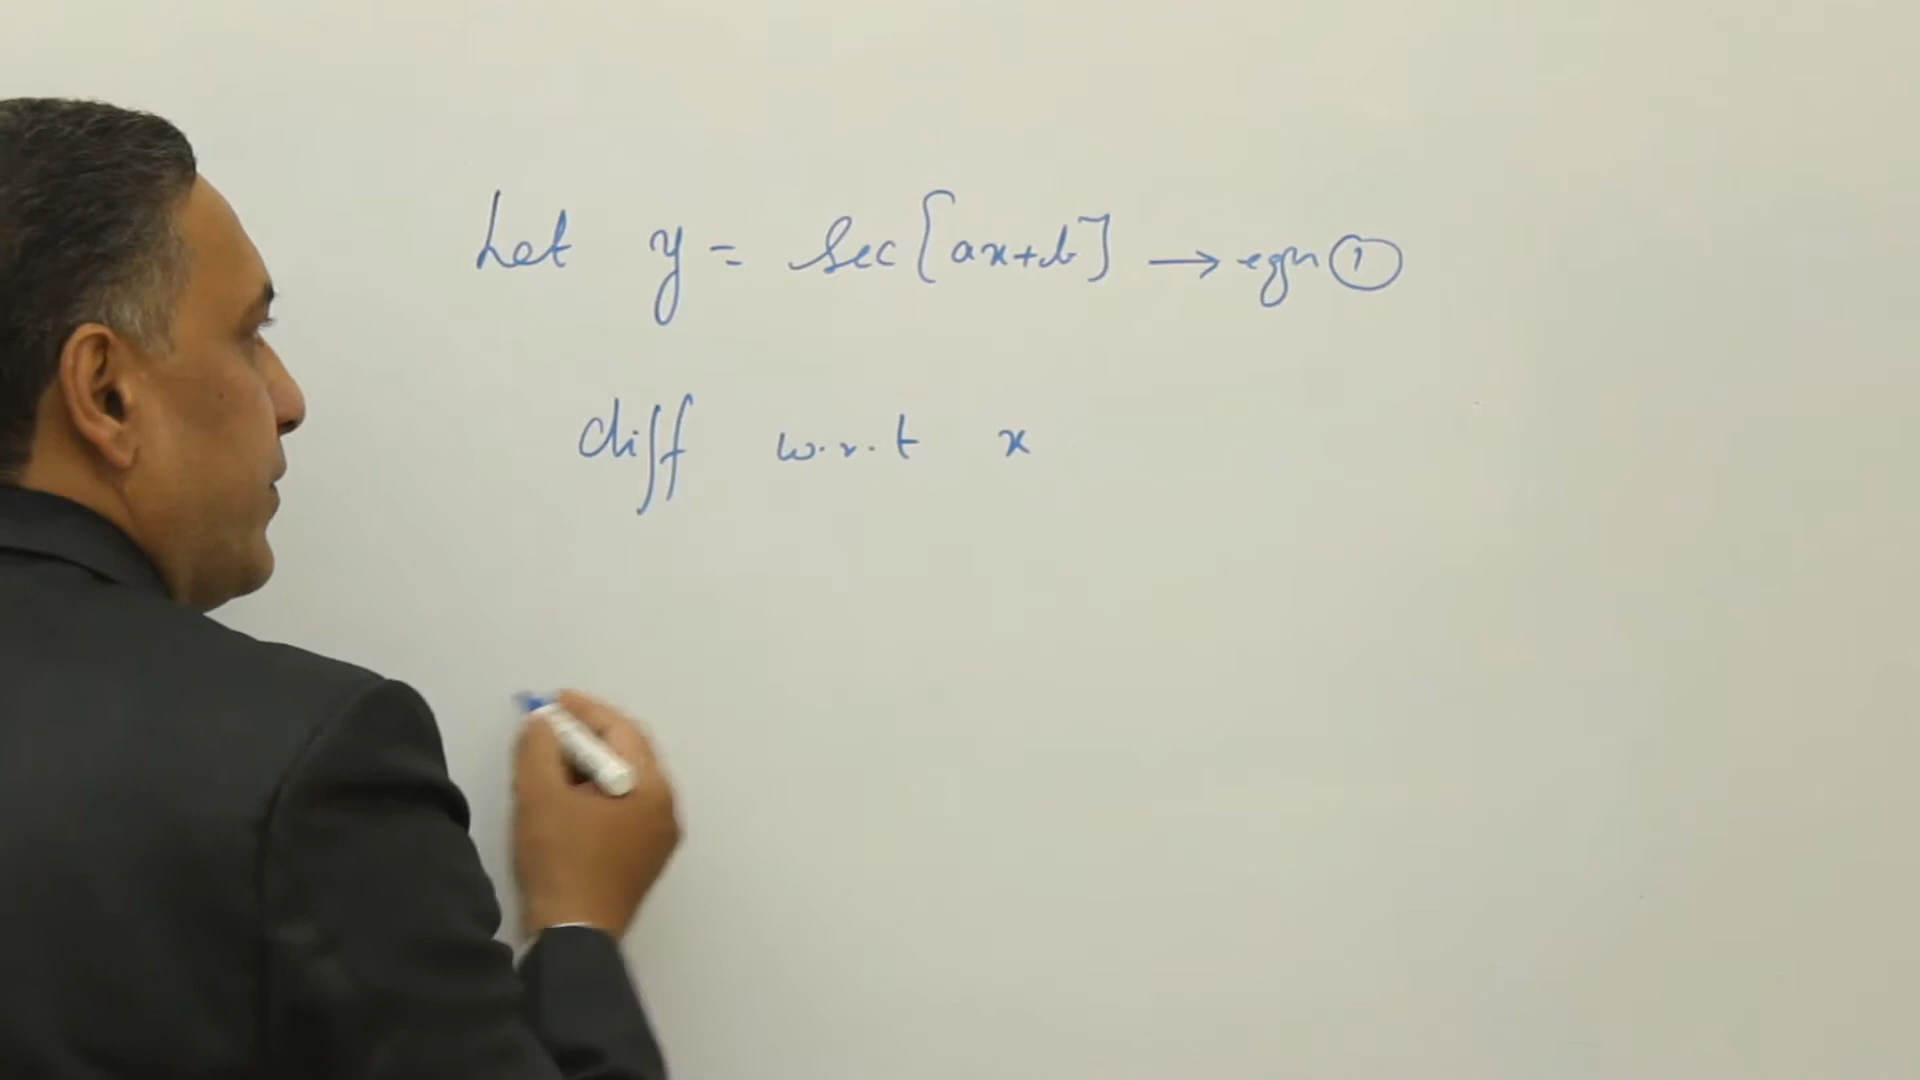 Let y = Sec[ax+b] → eqn ①
diff w.r.t x